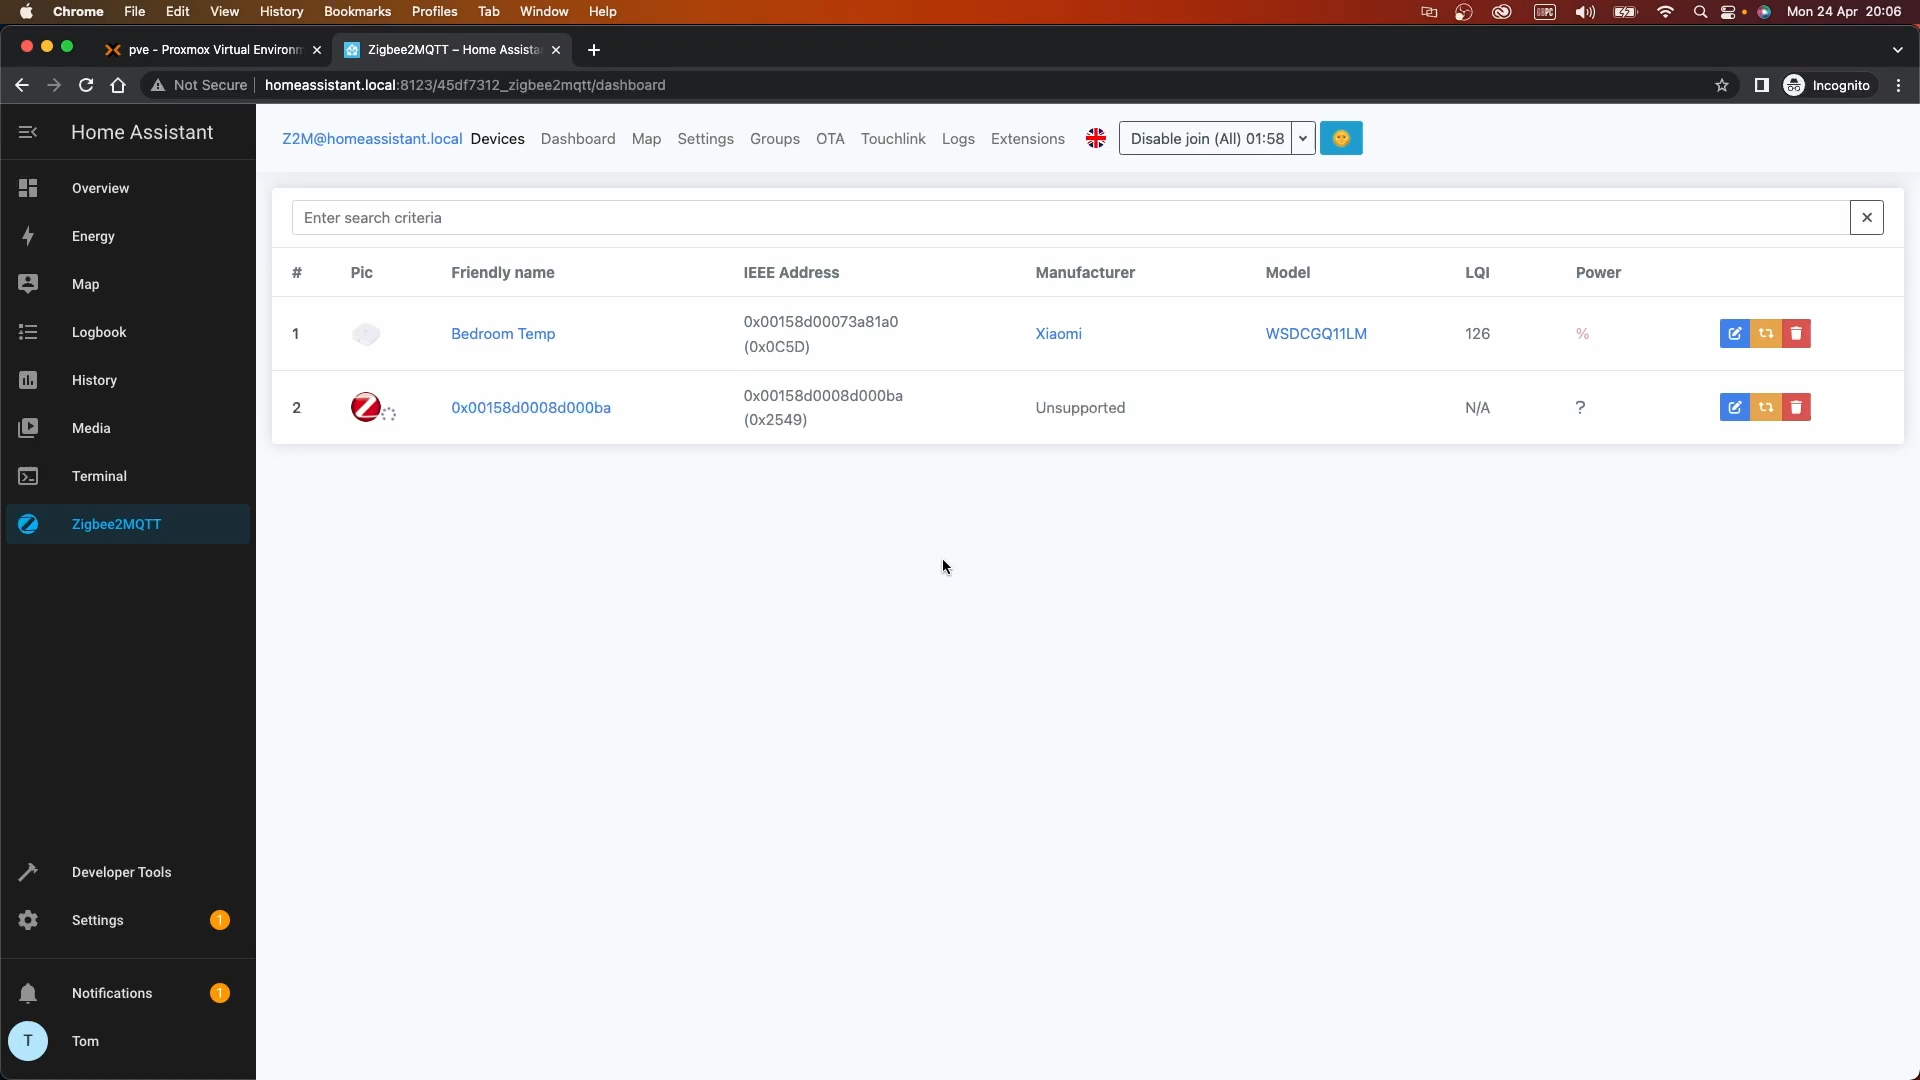 Chrome File Edit View History Bookmarks Profiles Tab Window Help Mon 24 Apr 20:06
pve - Proxmox Virtual Environm Zigbee2MQTT – Home Assista
Not Secure homeassistant.local:8123/45df7312_zigbee2mqtt/dashboard Incognito
Home Assistant
Overview
Energy
Map
Logbook
History
Media
Terminal
Zigbee2MQTT
Developer Tools
Settings 1
Notifications 1
T Tom
Z2M@homeassistant.local Devices Dashboard Map Settings Groups OTA Touchlink Logs Extensions Disable join (All) 01:58
Enter search criteria
# Pic Friendly name IEEE Address Manufacturer Model LQI Power
1 Bedroom Temp 0x00158d00073a81a0 (0x0C5D) Xiaomi WSDCGQ11LM 126 %
2 0x00158d0008d000ba 0x00158d0008d000ba (0x2549) Unsupported N/A ?